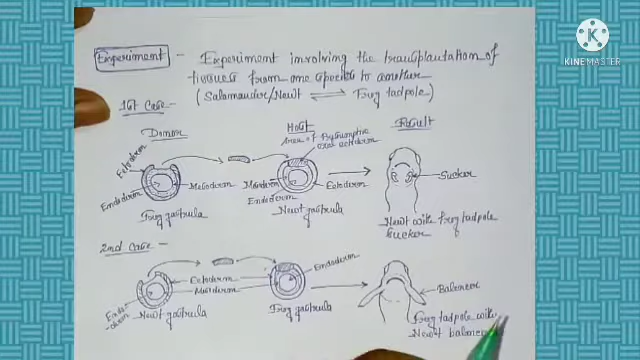 KINEMASTER
Experiment - Experiment involving the transplantation of
tissues from one species to another
(Salamander/Newt ⇌ Frog tadpole)
1st Case -
Donor
Host
Result
Area of Presumptive
oral ectoderm
Ectoderm
Mesoderm
Endoderm
Frog gastrula
Mesoderm
Ectoderm
Endoderm
Newt gastrula
Sucker
Newt with frog tadpole
sucker
2nd Case -
Ectoderm
Mesoderm
Endo-
derm
Newt gastrula
Endoderm
Frog gastrula
Balancer
Frog tadpole with
Newt balancer